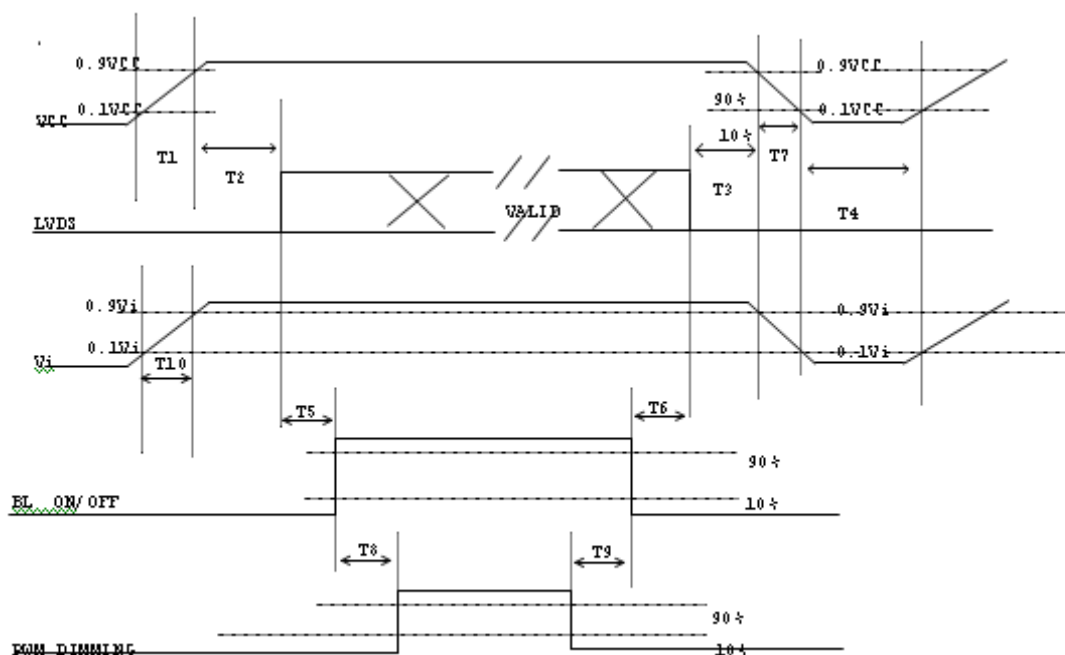 0.9VCC 0.9VCC
0.1VCC 90% 0.1VCC
VCC
10%
T1 T2 T3 T7
T4
LVDS VALID
0.9Vi 0.9Vi
0.1Vi 0.1Vi
Vi T10
T5 T6
90%
BL ON/OFF 10%
T8 T9
90%
PWM DIMMING 10%